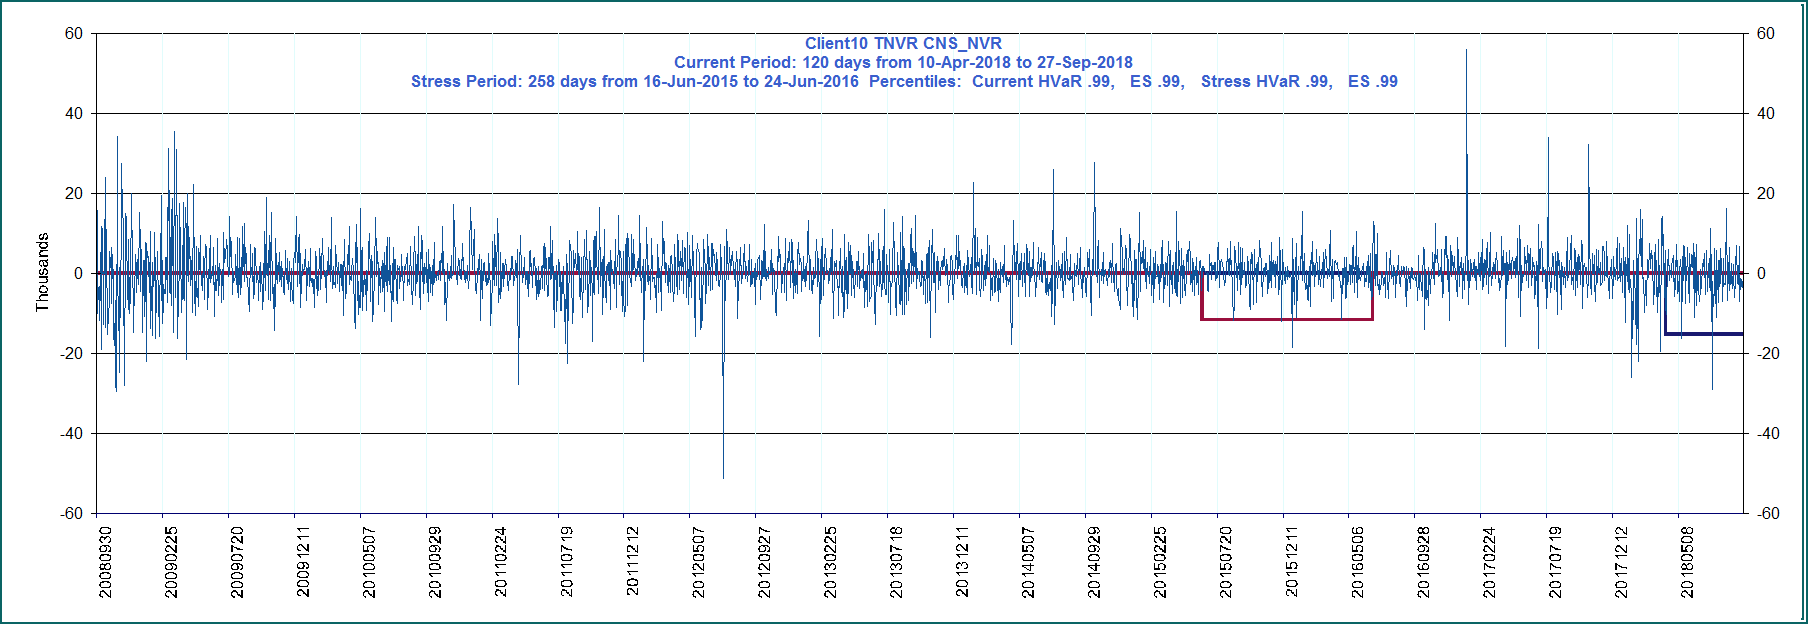 Client10 TNVR CNS_NVR
Current Period: 120 days from 10-Apr-2018 to 27-Sep-2018
Stress Period: 258 days from 16-Jun-2015 to 24-Jun-2016 Percentiles: Current HVaR .99, ES .99, Stress HVaR .99, ES .99
60 60
40 40
20 20
0 0
-20 -20
-40 -40
-60 -60
Thousands
20080930 20090225 20090720 20091211 20100507 20100929 20110224 20110719 20111212 20120507 20120927 20130225 20130718 20131211 20140507 20140929 20150225 20150720 20151211 20160506 20160928 20170224 20170719 20171212 20180508